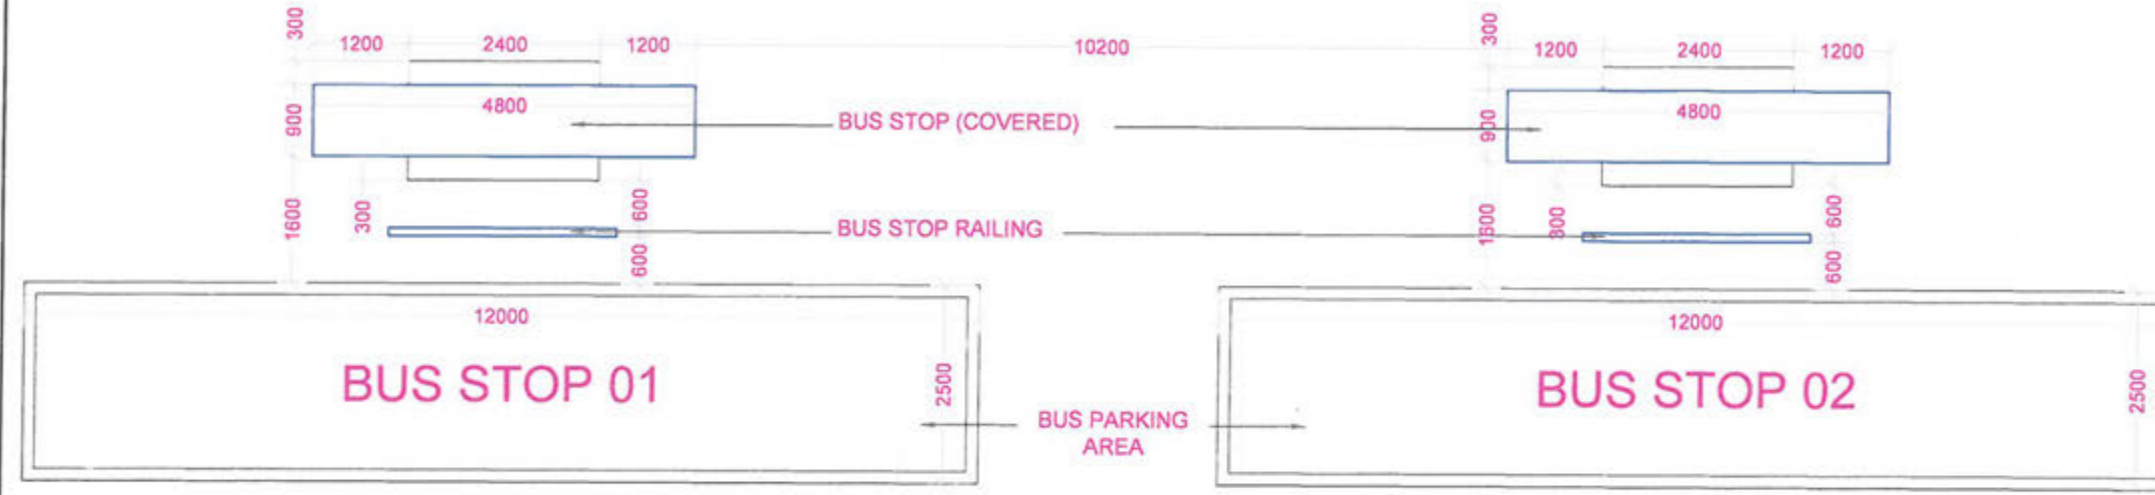 300
1200 2400 1200 10200 300 1200 2400 1200
4800 4800
900 BUS STOP (COVERED) 900
1600 300 600 BUS STOP RAILING 1600 300 600
600 600
12000 12000
BUS STOP 01 2500 BUS STOP 02 2500
BUS PARKING
AREA